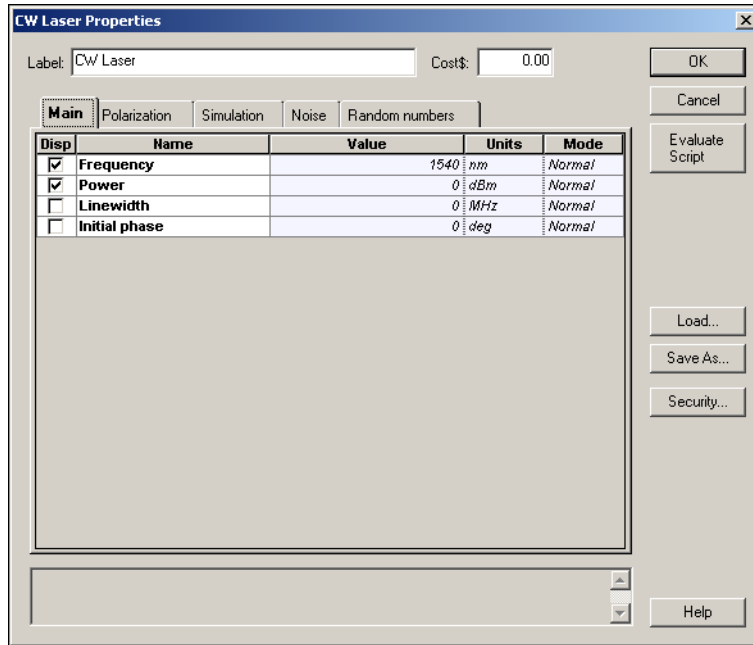 CW Laser Properties
Label: CW Laser Cost$: 0.00
OK
Cancel
Evaluate Script
Main Polarization Simulation Noise Random numbers
Disp Name Value Units Mode
Frequency 1540 nm Normal
Power 0 dBm Normal
Linewidth 0 MHz Normal
Initial phase 0 deg Normal
Load...
Save As...
Security...
Help